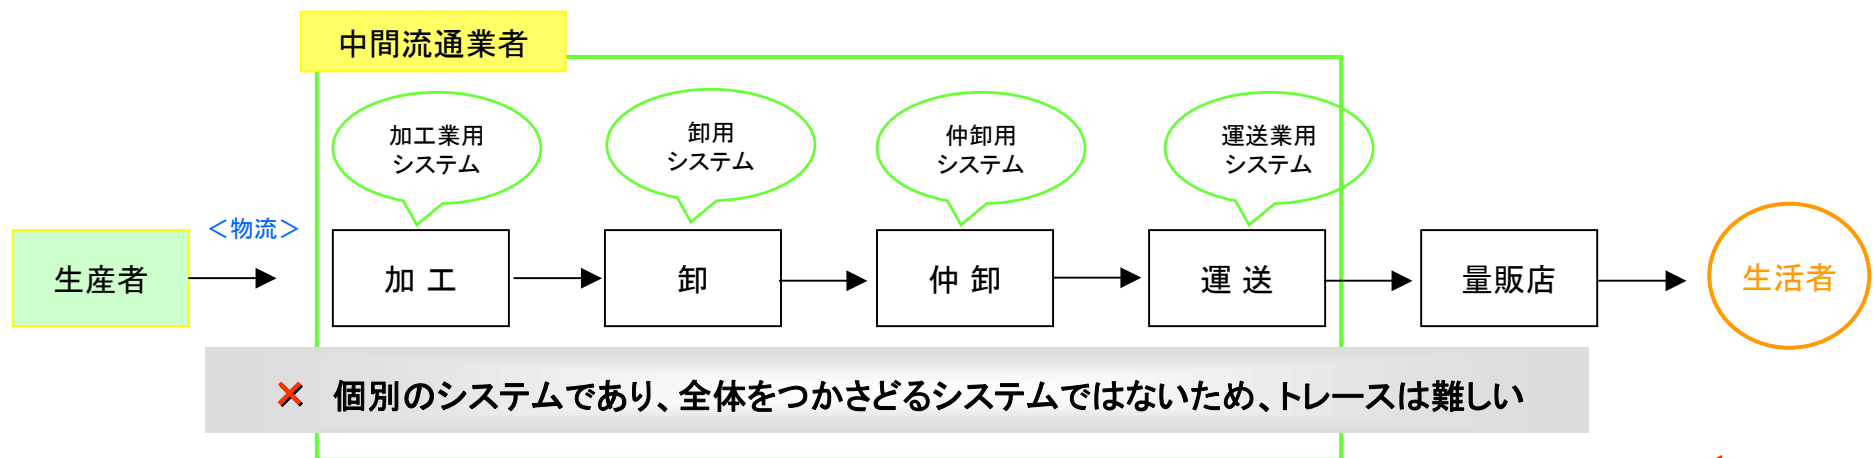 中間流通業者
加工業用
システム
卸用
システム
仲卸用
システム
運送業用
システム
＜物流＞
生産者
加 工
卸
仲 卸
運 送
量販店
生活者
× 個別のシステムであり、全体をつかさどるシステムではないため、トレースは難しい